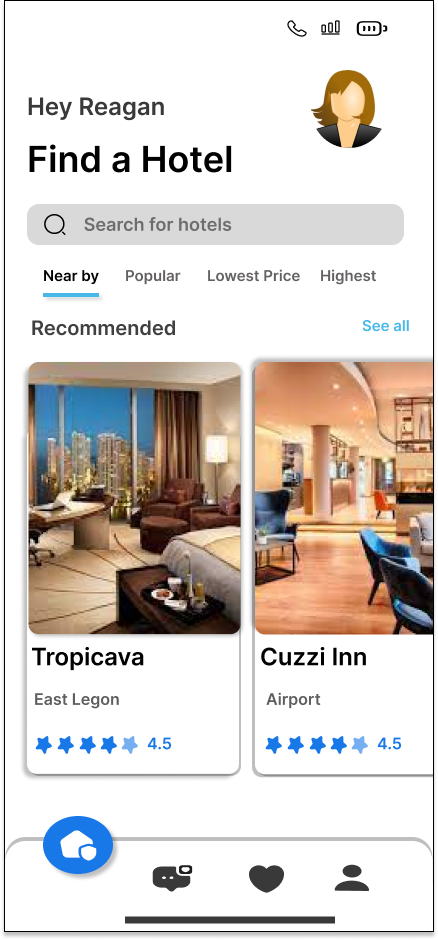 Hey Reagan
Find a Hotel
Search for hotels
Near by Popular Lowest Price Highest
Recommended See all
Tropicava Cuzzi Inn
East Legon Airport
4.5 4.5